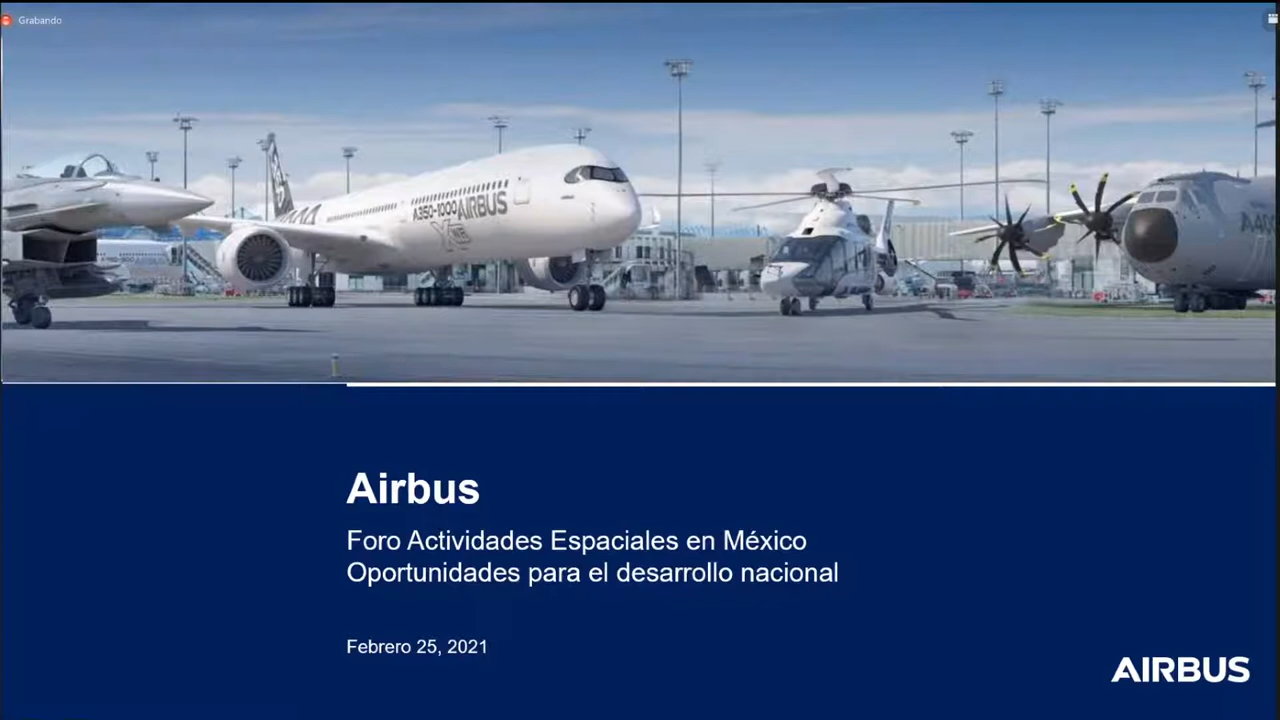 Grabando
A350-1000 AIRBUS
Airbus
Foro Actividades Espaciales en México
Oportunidades para el desarrollo nacional
Febrero 25, 2021
AIRBUS